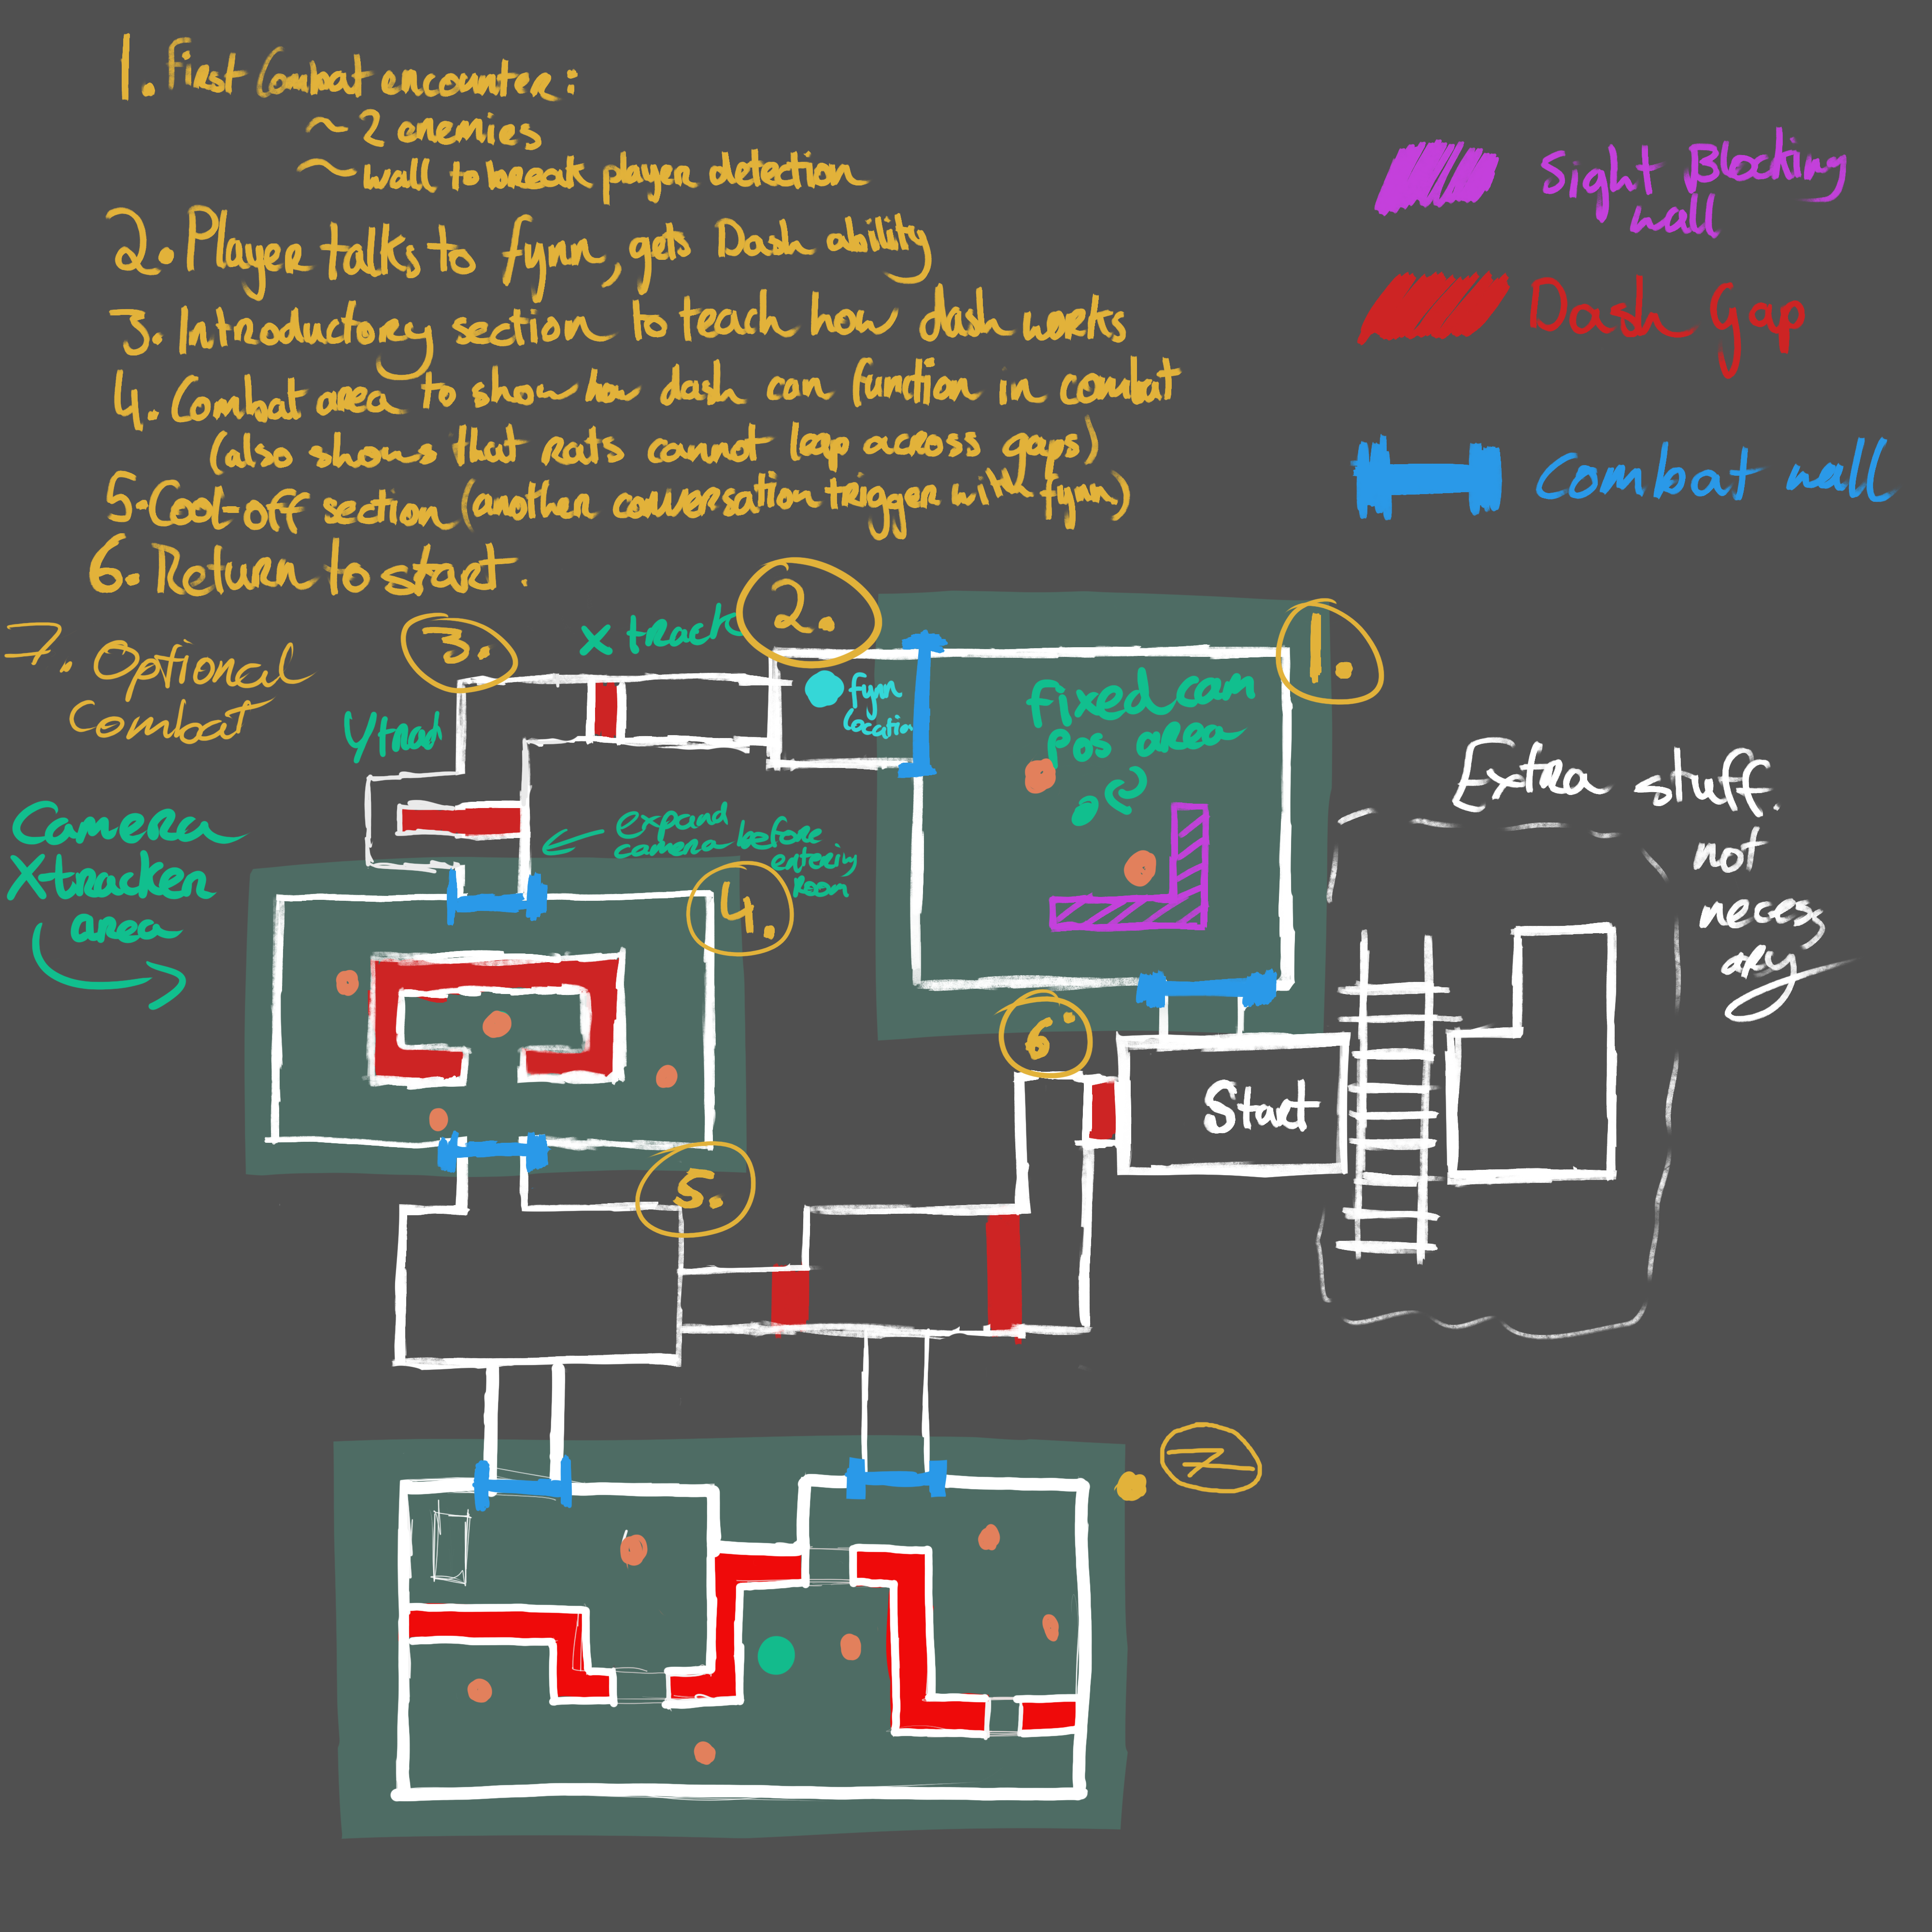 1. First Combat encounter:
~ 2 enemies
~ wall to break player detection
2. Player talks to fynn, gets Dash ability
3. Introductory section to teach how dash works
4. Combat area to show how dash can function in combat
(also shows that rats cannot leap across gaps)
5. Cool-off section (another conversation trigger with fynn)
6. Return to start.
7. Optional
Combat
Sight Blocking
wall
Dash Gap
Combat wall
3.
X track
2.
1.
Y track
fynn
location
fixed cam
Pos area
Extra stuff.
not
necess
ary
Camera
X tracker
area
expand
camera before
entering
room
4.
6.
Start
5.
7